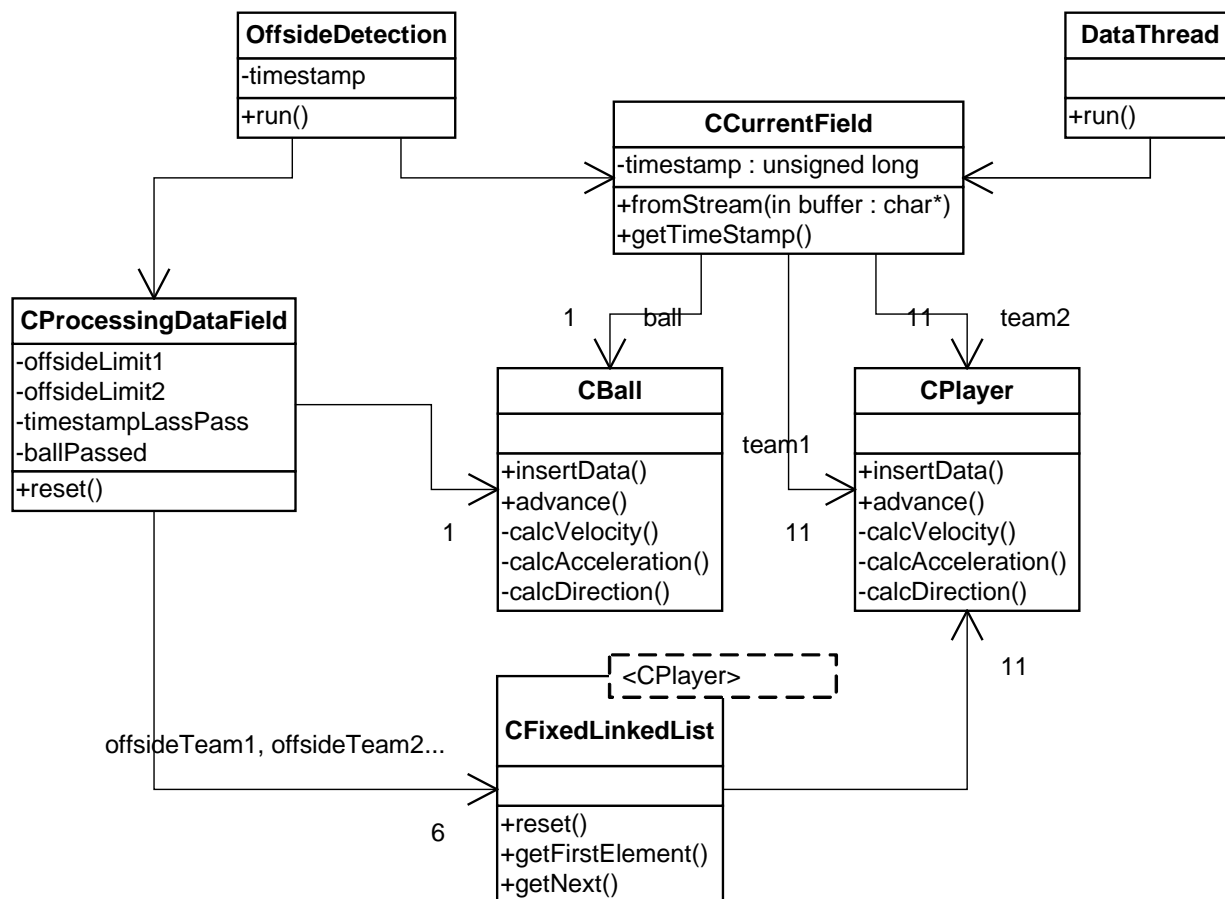 OffsideDetection
-timestamp
+run()
DataThread
+run()
CCurrentField
-timestamp : unsigned long
+fromStream(in buffer : char*)
+getTimeStamp()
1
ball
11
team2
CProcessingDataField
-offsideLimit1
-offsideLimit2
-timestampLassPass
-ballPassed
+reset()
CBall
+insertData()
+advance()
-calcVelocity()
-calcAcceleration()
-calcDirection()
1
team1
11
CPlayer
+insertData()
+advance()
-calcVelocity()
-calcAcceleration()
-calcDirection()
11
<CPlayer>
CFixedLinkedList
+reset()
+getFirstElement()
+getNext()
offsideTeam1, offsideTeam2...
6